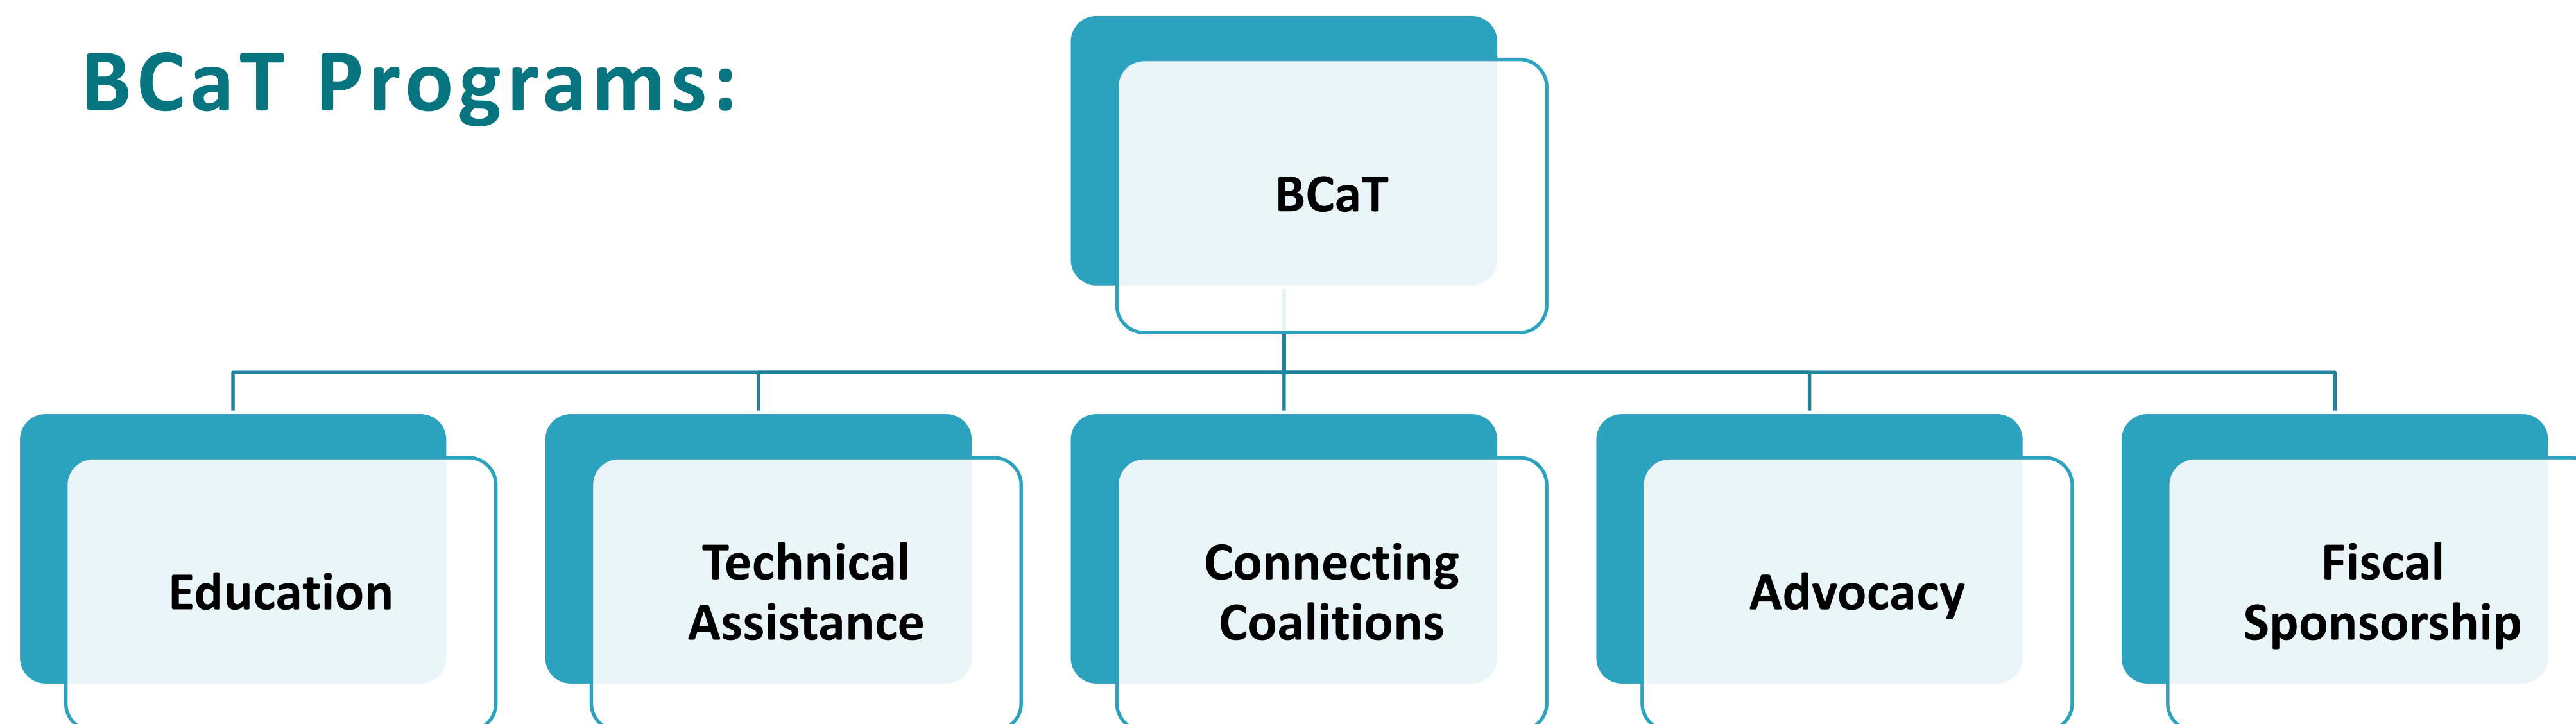 BCaT Programs:
BCaT
Education
Technical
Assistance
Connecting
Coalitions
Advocacy
Fiscal
Sponsorship